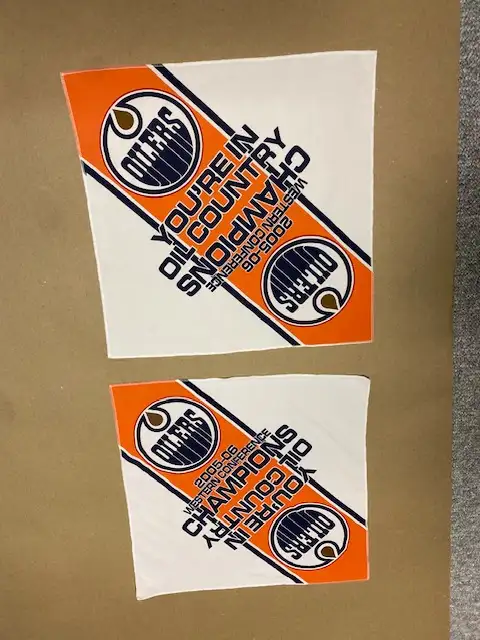 OILERS
YOU'RE IN
OIL COUNTRY
CHAMPIONS
WESTERN CONFERENCE
2005-06
OILERS
OILERS
2005-06
WESTERN CONFERENCE
CHAMPIONS
OIL COUNTRY
YOU'RE IN
OILERS